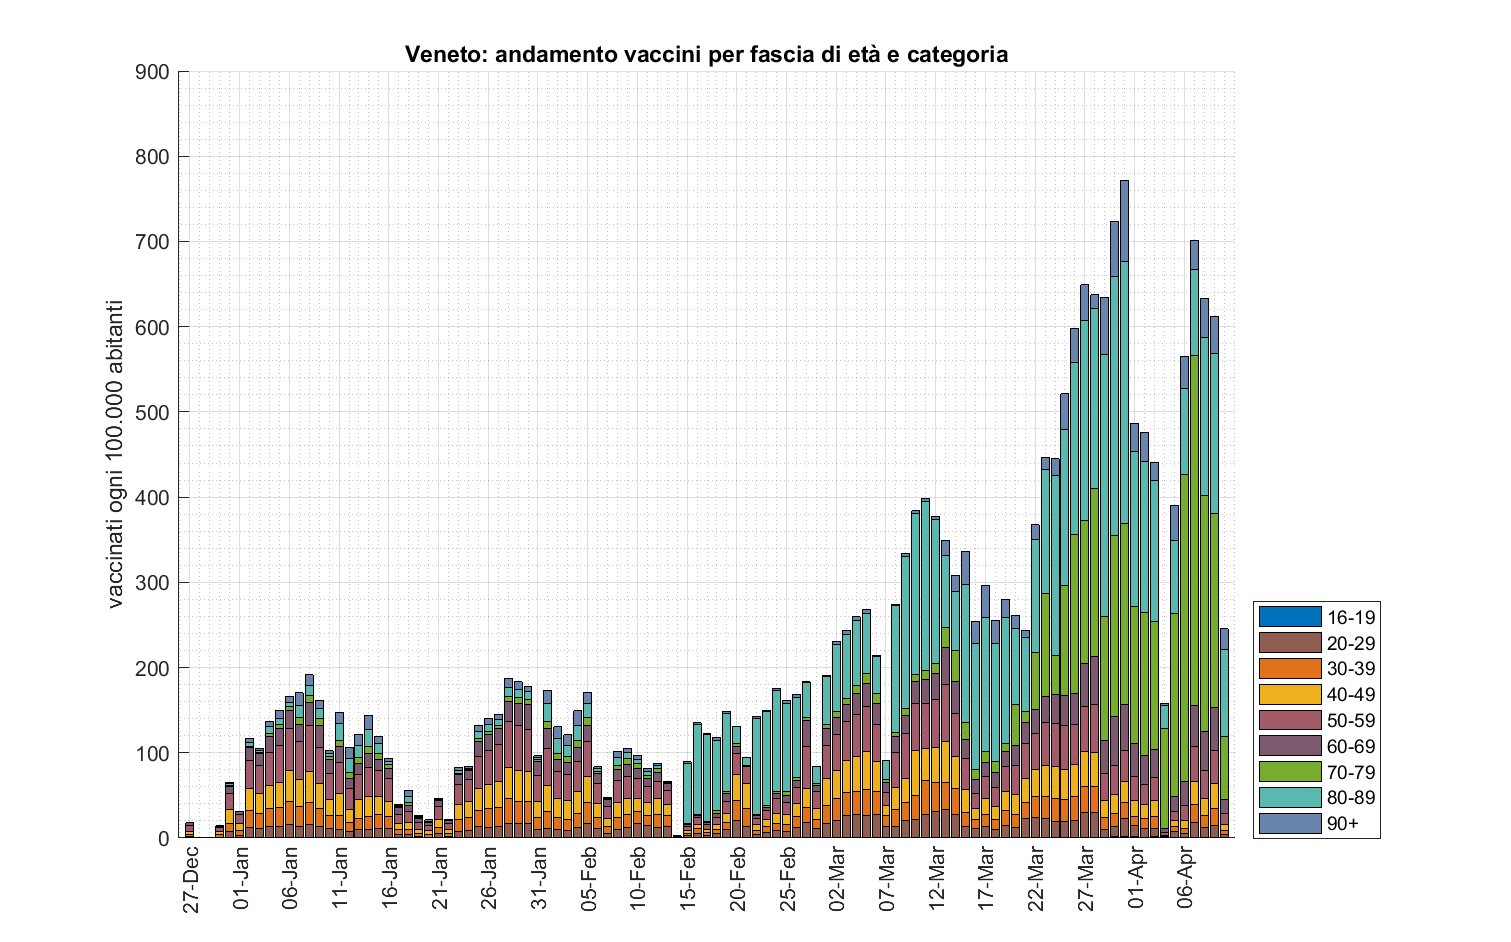 Veneto: andamento vaccini per fascia di età e categoria
vaccinati ogni 100.000 abitanti
900
800
700
600
500
400
300
200
100
0
27-Dec
01-Jan
06-Jan
11-Jan
16-Jan
21-Jan
26-Jan
31-Jan
05-Feb
10-Feb
15-Feb
20-Feb
25-Feb
02-Mar
07-Mar
12-Mar
17-Mar
22-Mar
27-Mar
01-Apr
06-Apr
16-19
20-29
30-39
40-49
50-59
60-69
70-79
80-89
90+